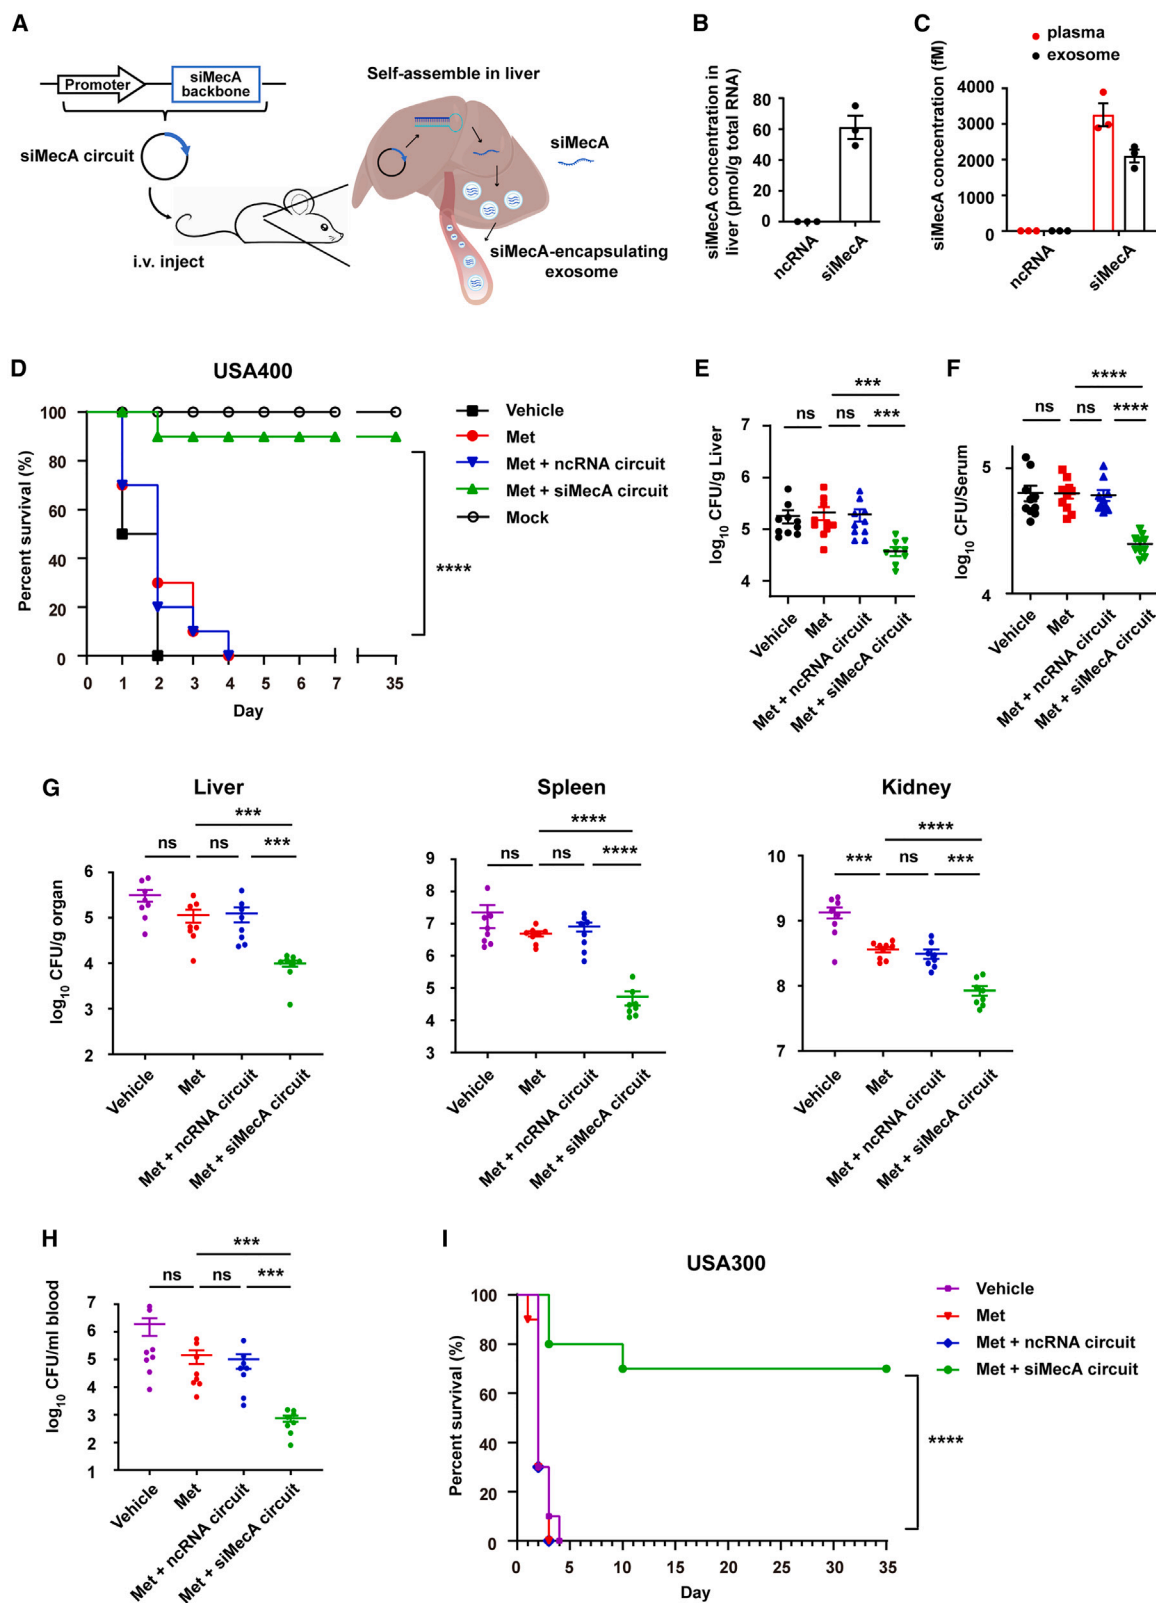 A
Promoter
siMecA
backbone
siMecA circuit
i.v. inject
Self-assemble in liver
siMecA
siMecA-encapsulating
exosome
B
siMecA concentration in
liver (pmol/g total RNA)
80
60
40
20
0
ncRNA
siMecA
C
plasma
exosome
siMecA concentration (fM)
4000
3000
2000
1000
0
ncRNA
siMecA
D
USA400
Percent survival (%)
100
80
60
40
20
0
0 1 2 3 4 5 6 7 35
Day
****
Vehicle
Met
Met + ncRNA circuit
Met + siMecA circuit
Mock
E
***
ns ns ***
log10 CFU/g Liver
7
6
5
4
Vehicle
Met
Met + ncRNA circuit
Met + siMecA circuit
F
****
ns ns ****
log10 CFU/Serum
5
4
Vehicle
Met
Met + ncRNA circuit
Met + siMecA circuit
G
Liver
***
ns ns ***
log10 CFU/g organ
6
5
4
3
2
Vehicle
Met
Met + ncRNA circuit
Met + siMecA circuit
Spleen
****
ns ns ****
9
8
7
6
5
4
3
Vehicle
Met
Met + ncRNA circuit
Met + siMecA circuit
Kidney
****
*** ns ***
10
9
8
7
Vehicle
Met
Met + ncRNA circuit
Met + siMecA circuit
H
***
ns ns ***
log10 CFU/ml blood
7
6
5
4
3
2
1
Vehicle
Met
Met + ncRNA circuit
Met + siMecA circuit
I
USA300
Percent survival (%)
100
80
60
40
20
0
0 5 10 15 20 25 30 35
Day
****
Vehicle
Met
Met + ncRNA circuit
Met + siMecA circuit